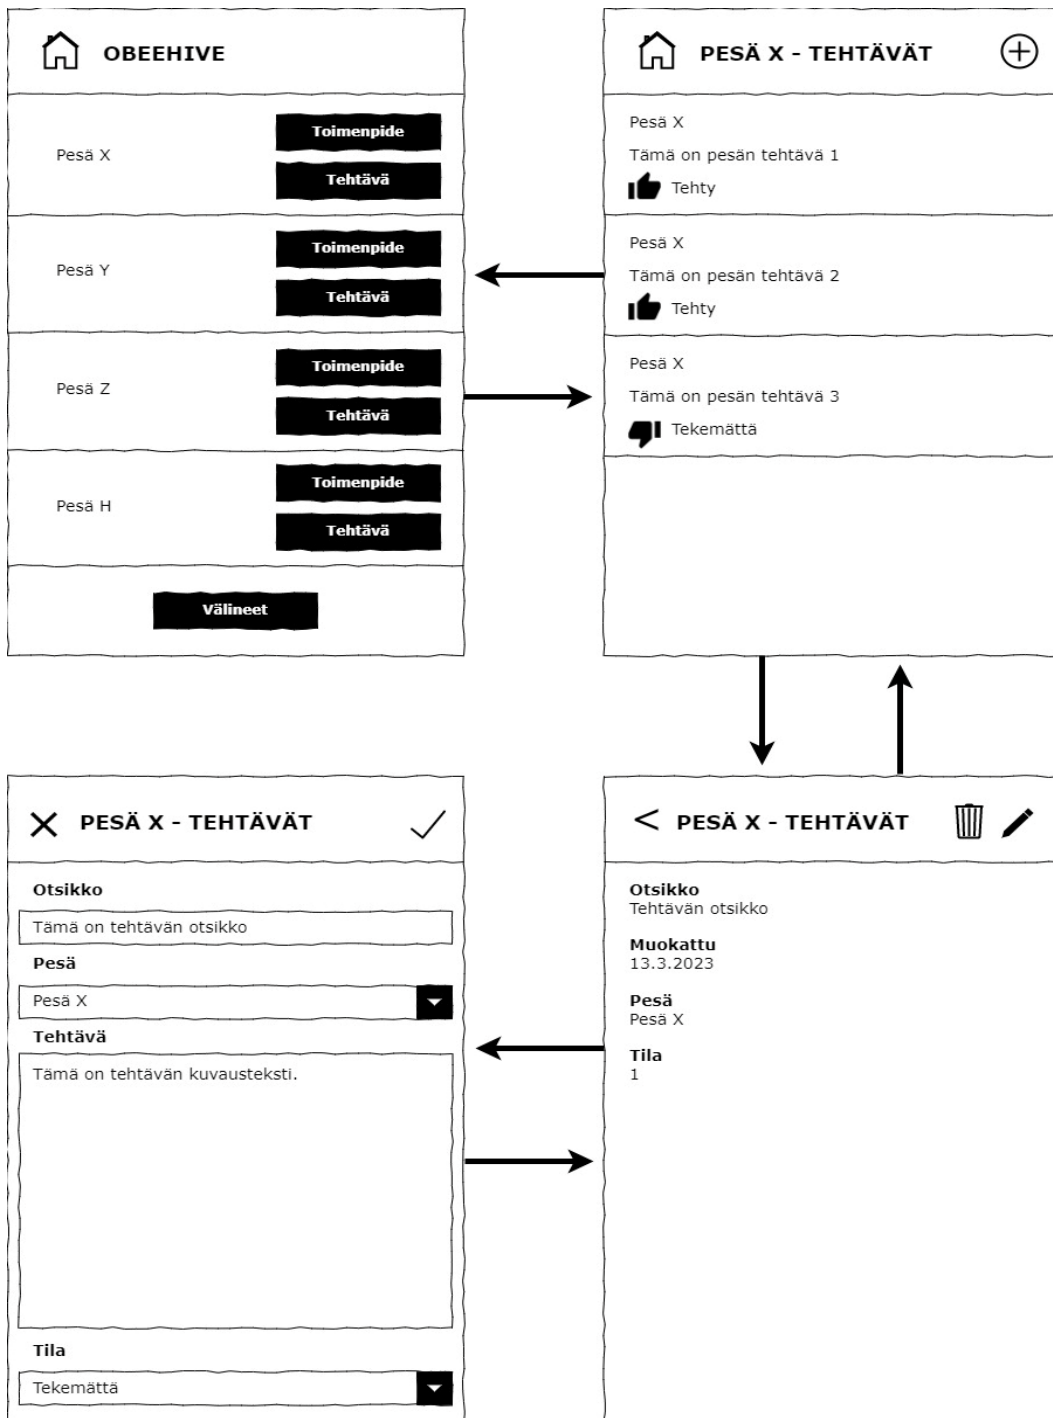 OBEEHIVE
Pesä X
Toimenpide
Tehtävä
Pesä Y
Toimenpide
Tehtävä
Pesä Z
Toimenpide
Tehtävä
Pesä H
Toimenpide
Tehtävä
Välineet
PESÄ X - TEHTÄVÄT
Pesä X
Tämä on pesän tehtävä 1
Tehty
Pesä X
Tämä on pesän tehtävä 2
Tehty
Pesä X
Tämä on pesän tehtävä 3
Tekemättä
PESÄ X - TEHTÄVÄT
Otsikko
Tämä on tehtävän otsikko
Pesä
Pesä X
Tehtävä
Tämä on tehtävän kuvausteksti.
Tila
Tekemättä
< PESÄ X - TEHTÄVÄT
Otsikko
Tehtävän otsikko
Muokattu
13.3.2023
Pesä
Pesä X
Tila
1